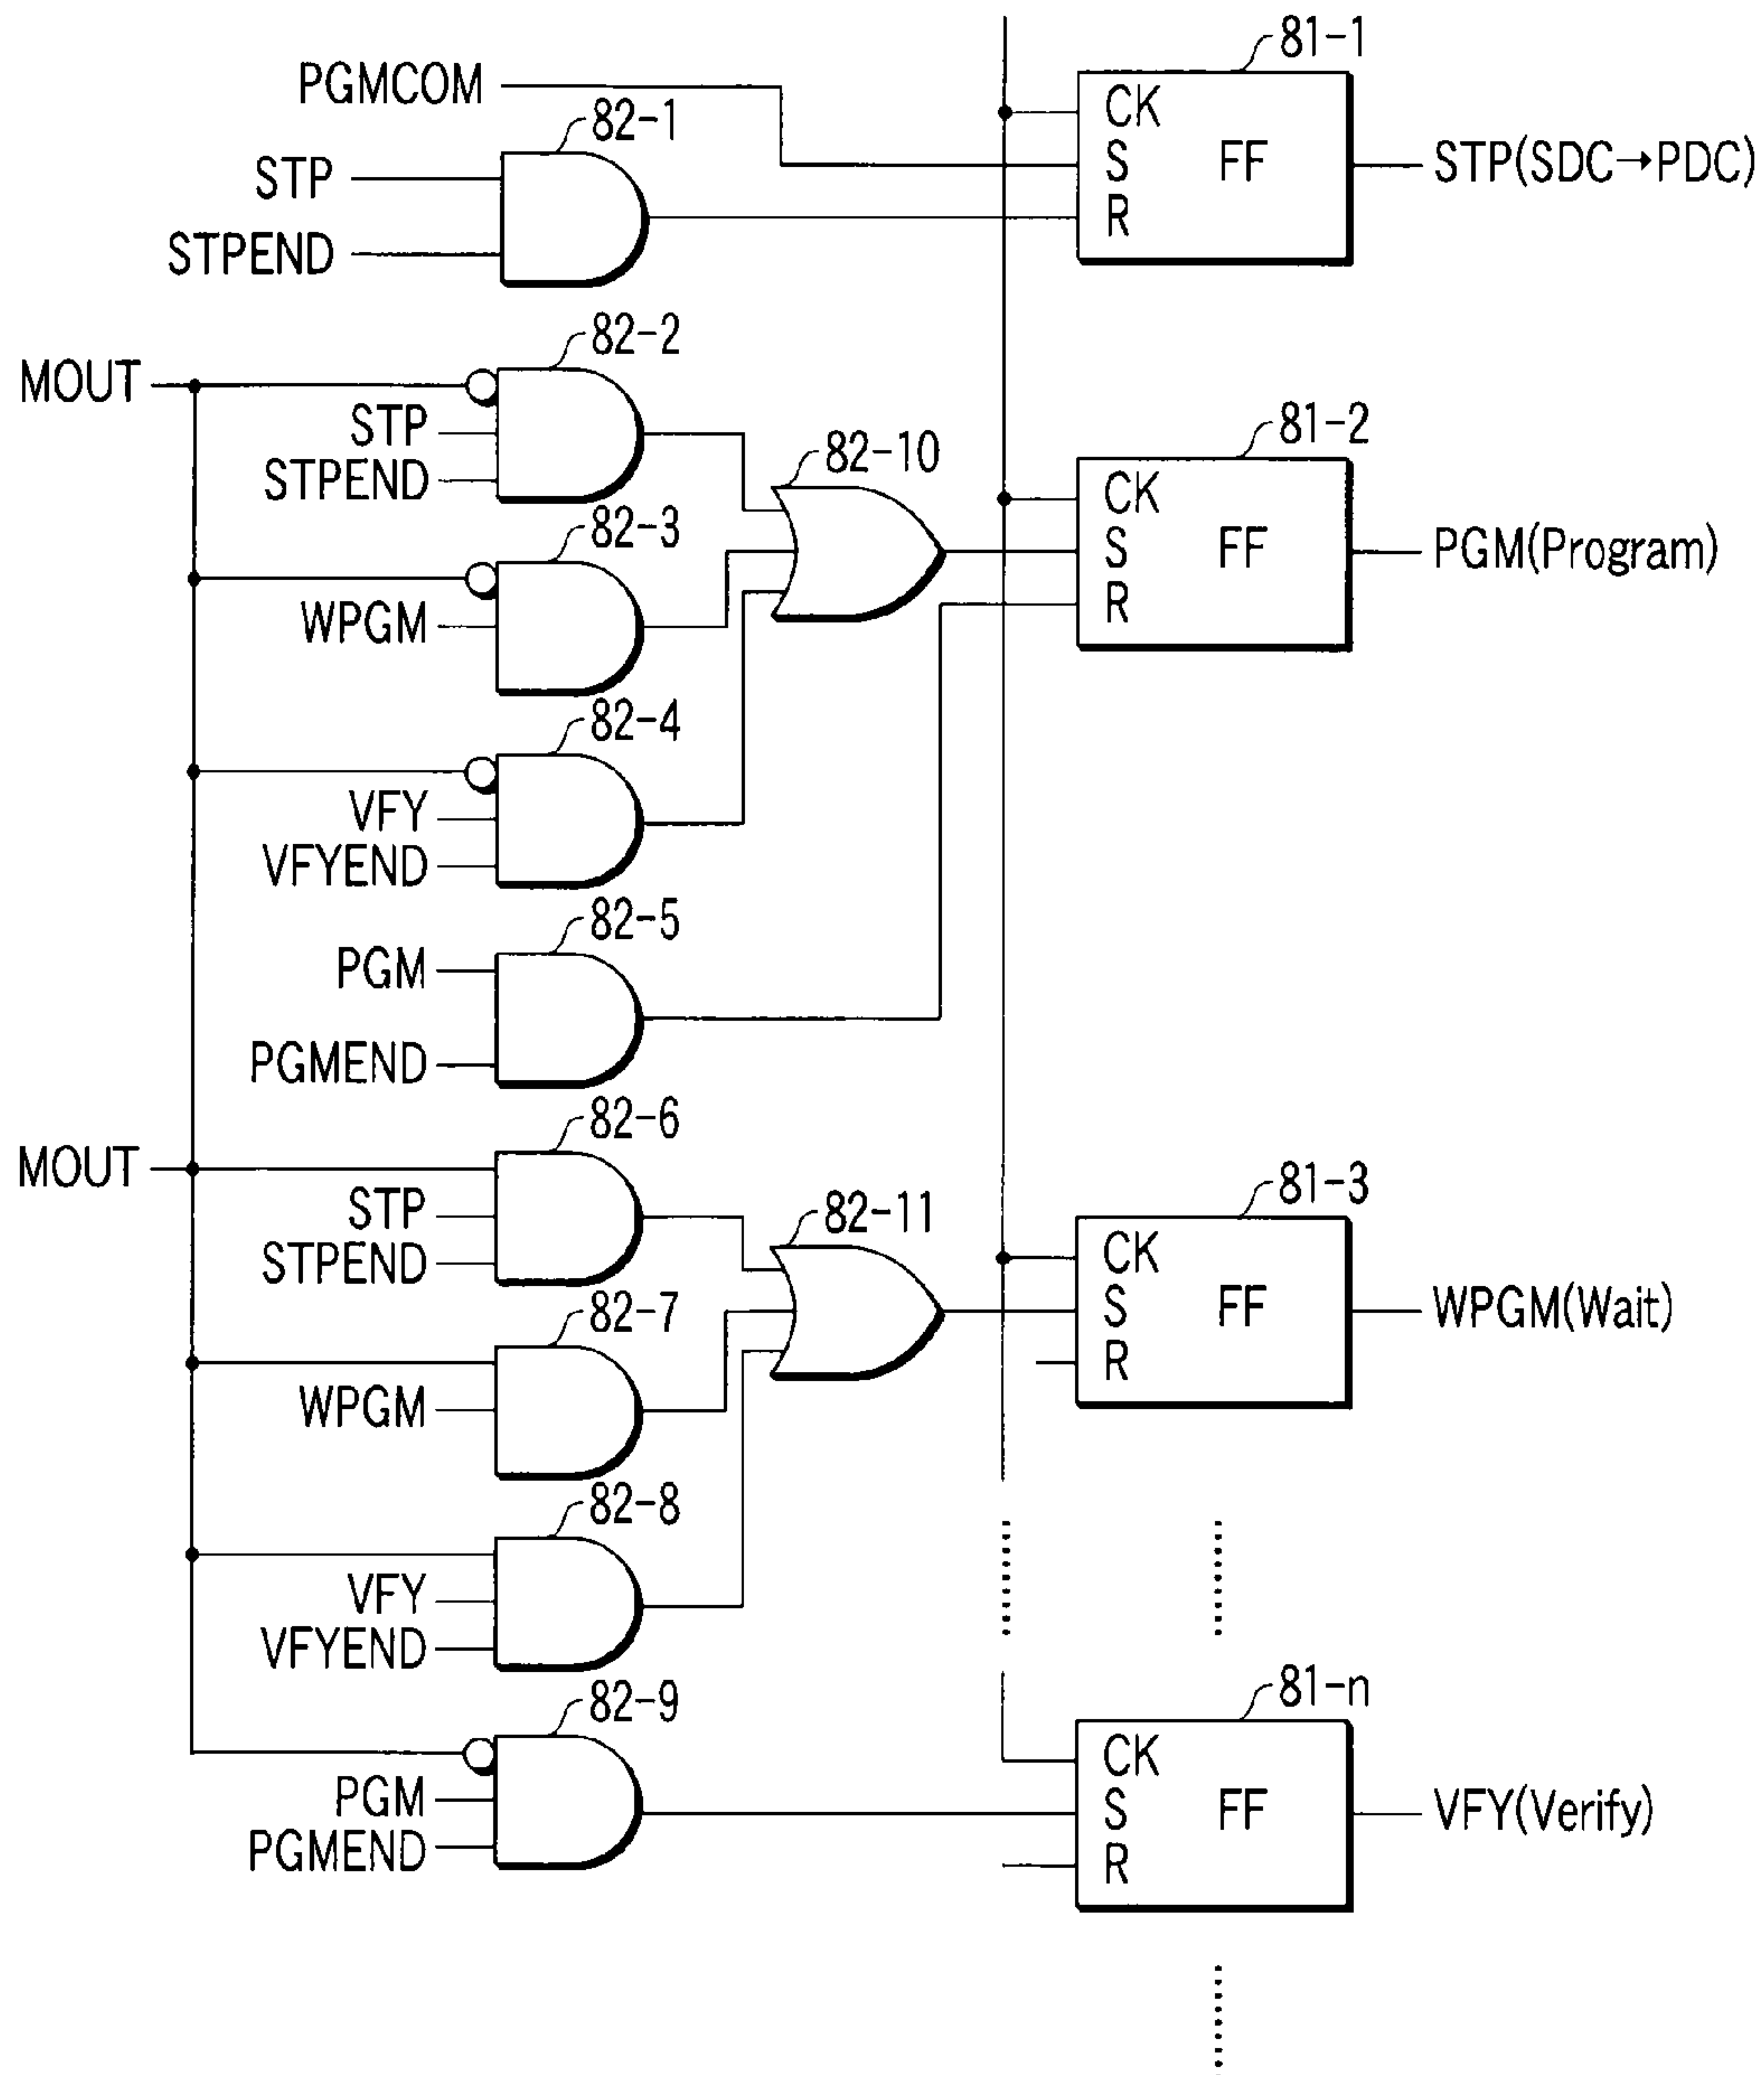 81-1
PGMCOM
CK
82-1
STP
S
FF
STP(SDC→PDC)
R
STPEND
82-2
MOUT
STP
STPEND
82-10
81-2
CK
82-3
S
FF
PGM(Program)
WPGM
R
82-4
VFY
VFYEND
82-5
PGM
PGMEND
82-6
MOUT
STP
STPEND
82-11
81-3
CK
82-7
S
FF
WPGM(Wait)
R
WPGM
82-8
VFY
VFYEND
82-9
81-n
CK
PGM
S
FF
VFY(Verify)
PGMEND
R